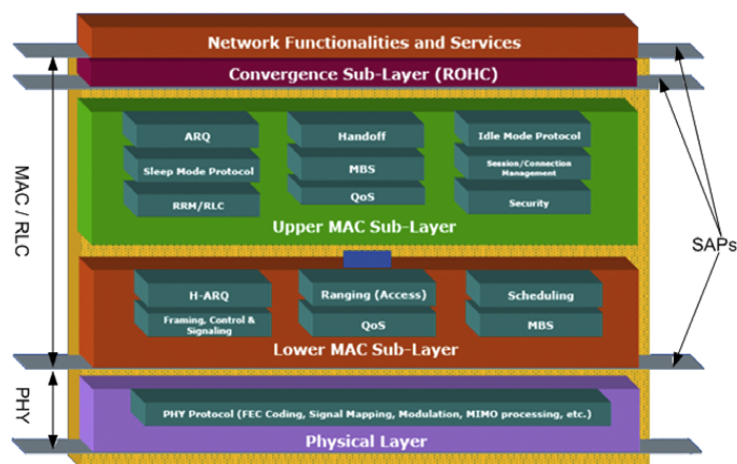 Network Functionalities and Services
Convergence Sub-Layer (ROHC)
ARQ
Handoff
Idle Mode Protocol
Sleep Mode Protocol
MBS
Session/Connection
Management
RRM/RLC
QoS
Security
Upper MAC Sub-Layer
MAC / RLC
SAPs
H-ARQ
Ranging (Access)
Scheduling
Framing, Control &
Signaling
QoS
MBS
Lower MAC Sub-Layer
PHY
PHY Protocol (FEC Coding, Signal Mapping, Modulation, MIMO processing, etc.)
Physical Layer